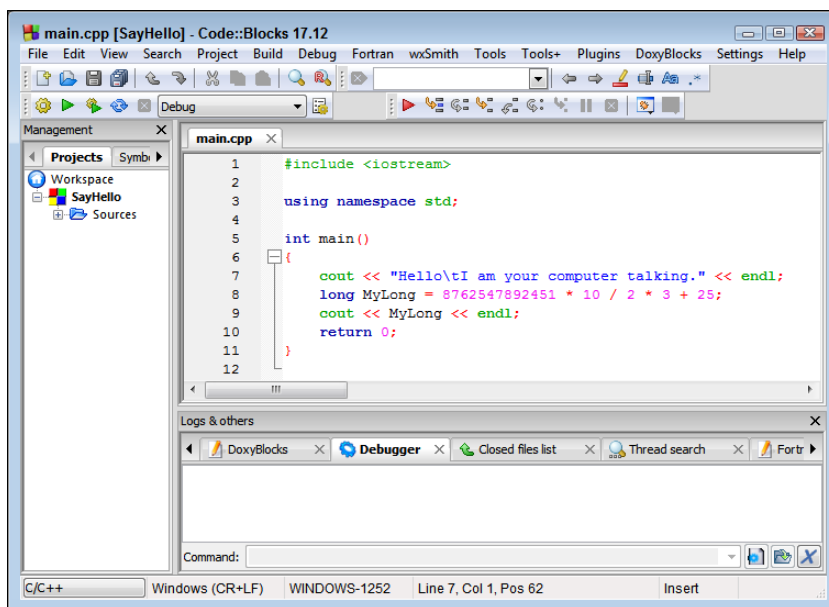 main.cpp [SayHello] - Code::Blocks 17.12
File Edit View Search Project Build Debug Fortran wxSmith Tools Tools+ Plugins DoxyBlocks Settings Help
Debug
Management
main.cpp
Projects Symb
Workspace
SayHello
Sources
1 #include <iostream>
2
3 using namespace std;
4
5 int main()
6 {
7 cout << "Hello\tI am your computer talking." << endl;
8 long MyLong = 8762547892451 * 10 / 2 * 3 + 25;
9 cout << MyLong << endl;
10 return 0;
11 }
12
Logs & others
DoxyBlocks Debugger Closed files list Thread search Fortr
Command:
C/C++ Windows (CR+LF) WINDOWS-1252 Line 7, Col 1, Pos 62 Insert